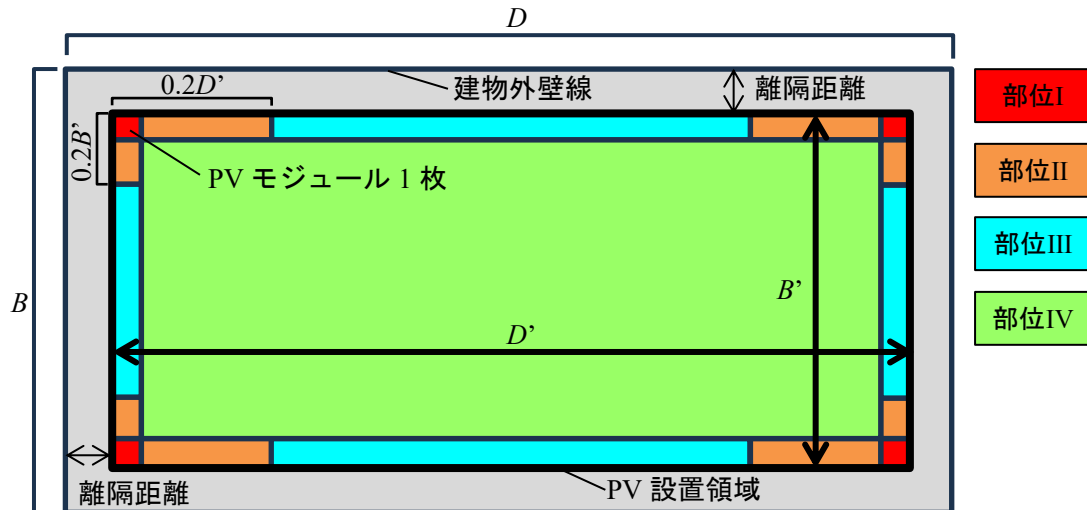 D
建物外壁線
離隔距離
0.2D’
部位I
0.2B’
PV モジュール 1 枚
部位II
部位III
B
B’
部位IV
D’
離隔距離
PV 設置領域